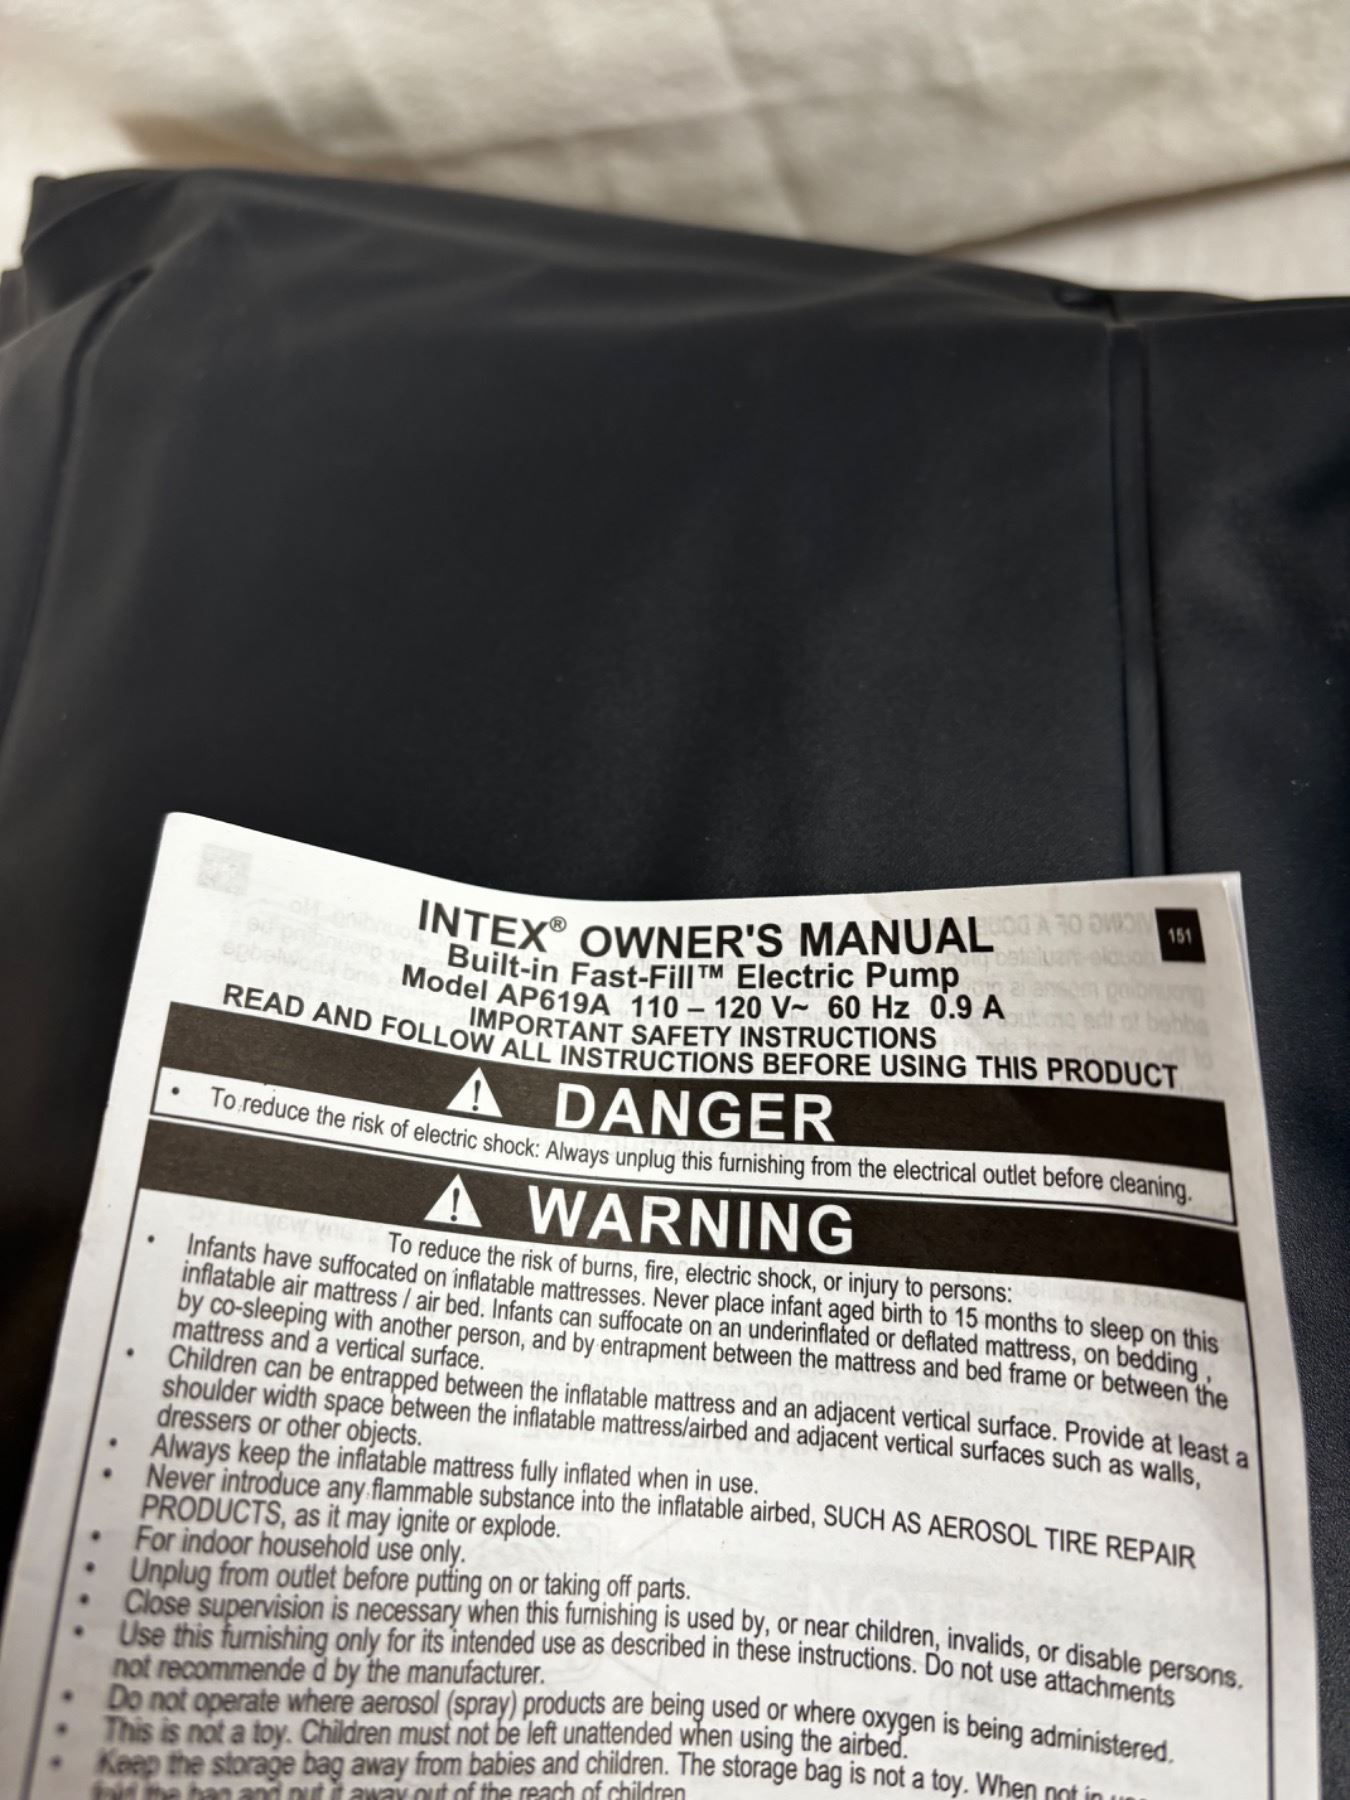 INTEX® OWNER'S MANUAL
151
Built-in Fast-Fill™ Electric Pump
Model AP619A 110 – 120 V~ 60 Hz 0.9 A
IMPORTANT SAFETY INSTRUCTIONS
READ AND FOLLOW ALL INSTRUCTIONS BEFORE USING THIS PRODUCT
DANGER
• To reduce the risk of electric shock: Always unplug this furnishing from the electrical outlet before cleaning.
WARNING
To reduce the risk of burns, fire, electric shock, or injury to persons:
• Infants have suffocated on inflatable mattresses. Never place infant aged birth to 15 months to sleep on this
inflatable air mattress / air bed. Infants can suffocate on an underinflated or deflated mattress, on bedding ,
by co-sleeping with another person, and by entrapment between the mattress and bed frame or between the
mattress and a vertical surface.
• Children can be entrapped between the inflatable mattress and an adjacent vertical surface. Provide at least a
shoulder width space between the inflatable mattress/airbed and adjacent vertical surfaces such as walls,
dressers or other objects.
• Always keep the inflatable mattress fully inflated when in use.
• Never introduce any flammable substance into the inflatable airbed, SUCH AS AEROSOL TIRE REPAIR
PRODUCTS, as it may ignite or explode.
• For indoor household use only.
• Unplug from outlet before putting on or taking off parts.
• Close supervision is necessary when this furnishing is used by, or near children, invalids, or disable persons.
• Use this furnishing only for its intended use as described in these instructions. Do not use attachments
not recommende d by the manufacturer.
• Do not operate where aerosol (spray) products are being used or where oxygen is being administered.
• This is not a toy. Children must not be left unattended when using the airbed.
• Keep the storage bag away from babies and children. The storage bag is not a toy. When not in
fold the bag and put it away out of the reach of children